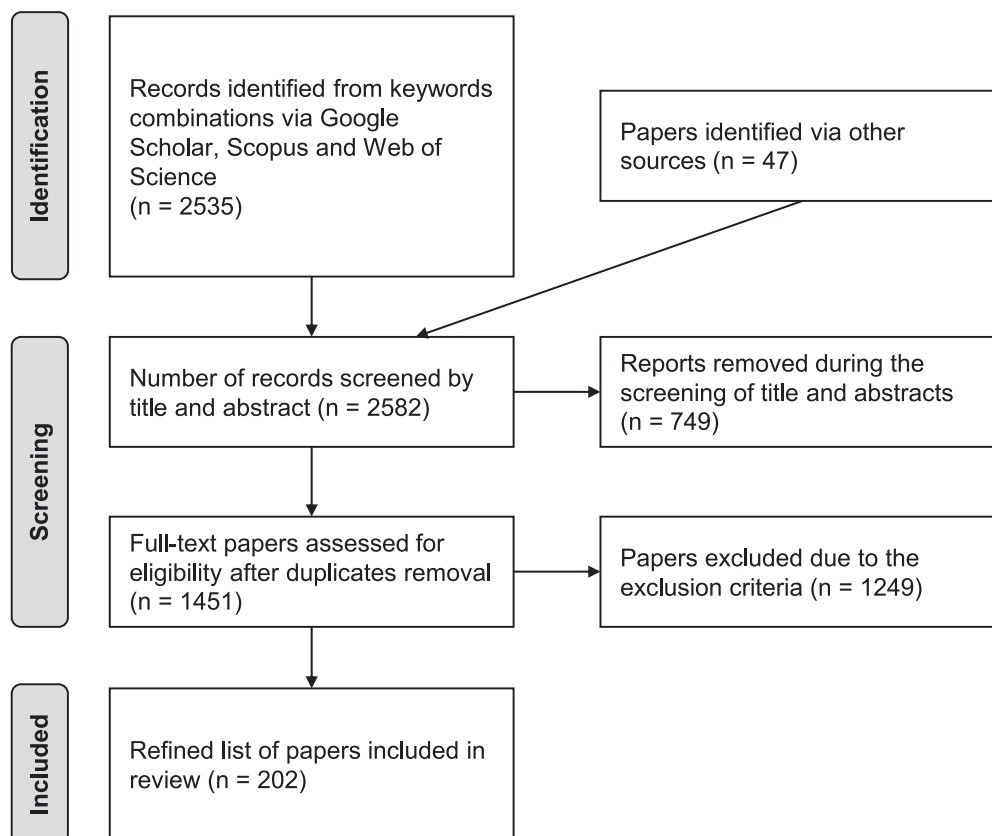 Identification
Records identified from keywords
combinations via Google
Scholar, Scopus and Web of
Science
(n = 2535)
Papers identified via other
sources (n = 47)
Screening
Number of records screened by
title and abstract (n = 2582)
Reports removed during the
screening of title and abstracts
(n = 749)
Full-text papers assessed for
eligibility after duplicates removal
(n = 1451)
Papers excluded due to the
exclusion criteria (n = 1249)
Included
Refined list of papers included in
review (n = 202)